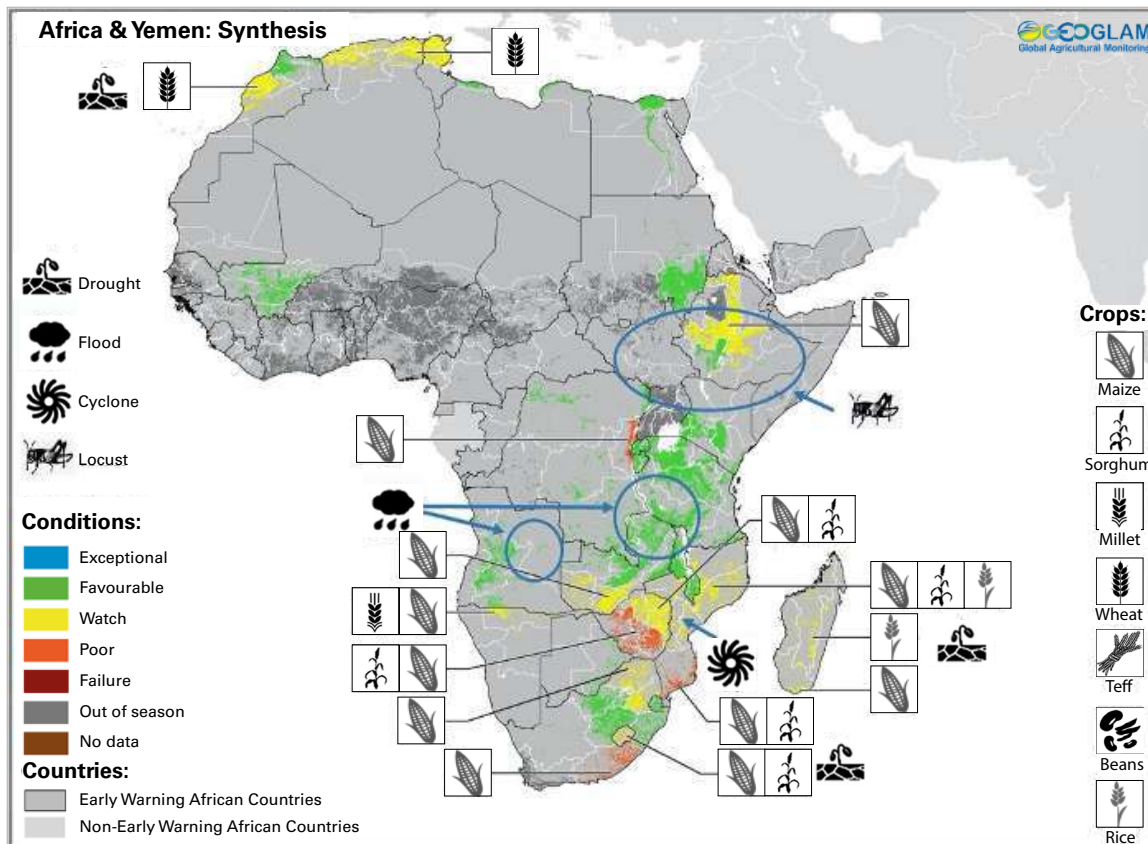 Africa & Yemen: Synthesis
GEOGLAM
Global Agricultural Monitoring
Drought
Flood
Cyclone
Locust
Conditions:
Exceptional
Favourable
Watch
Poor
Failure
Out of season
No data
Countries:
Early Warning African Countries
Non-Early Warning African Countries
Crops:
Maize
Sorghum
Millet
Wheat
Teff
Beans
Rice